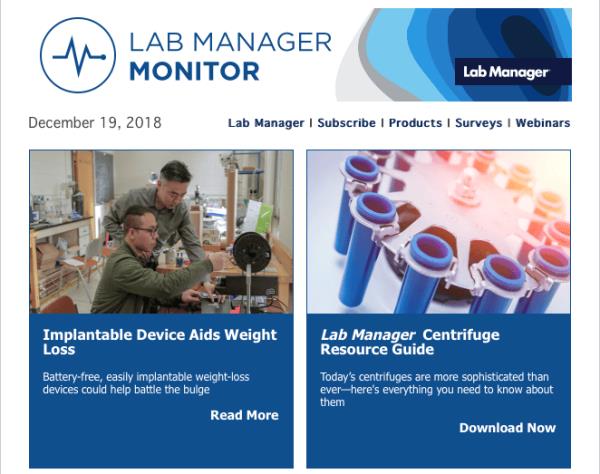 LAB MANAGER
MONITOR
Lab Manager
December 19, 2018
Lab Manager | Subscribe | Products | Surveys | Webinars
Implantable Device Aids Weight
Loss
Battery-free, easily implantable weight-loss
devices could help battle the bulge
Read More
Lab Manager Centrifuge
Resource Guide
Today's centrifuges are more sophisticated than
ever—here's everything you need to know about
them
Download Now